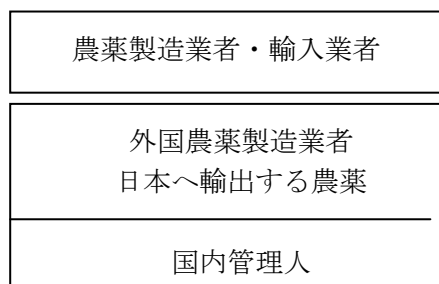 農薬製造業者・輸入業者
外国農薬製造業者
日本へ輸出する農薬
国内管理人